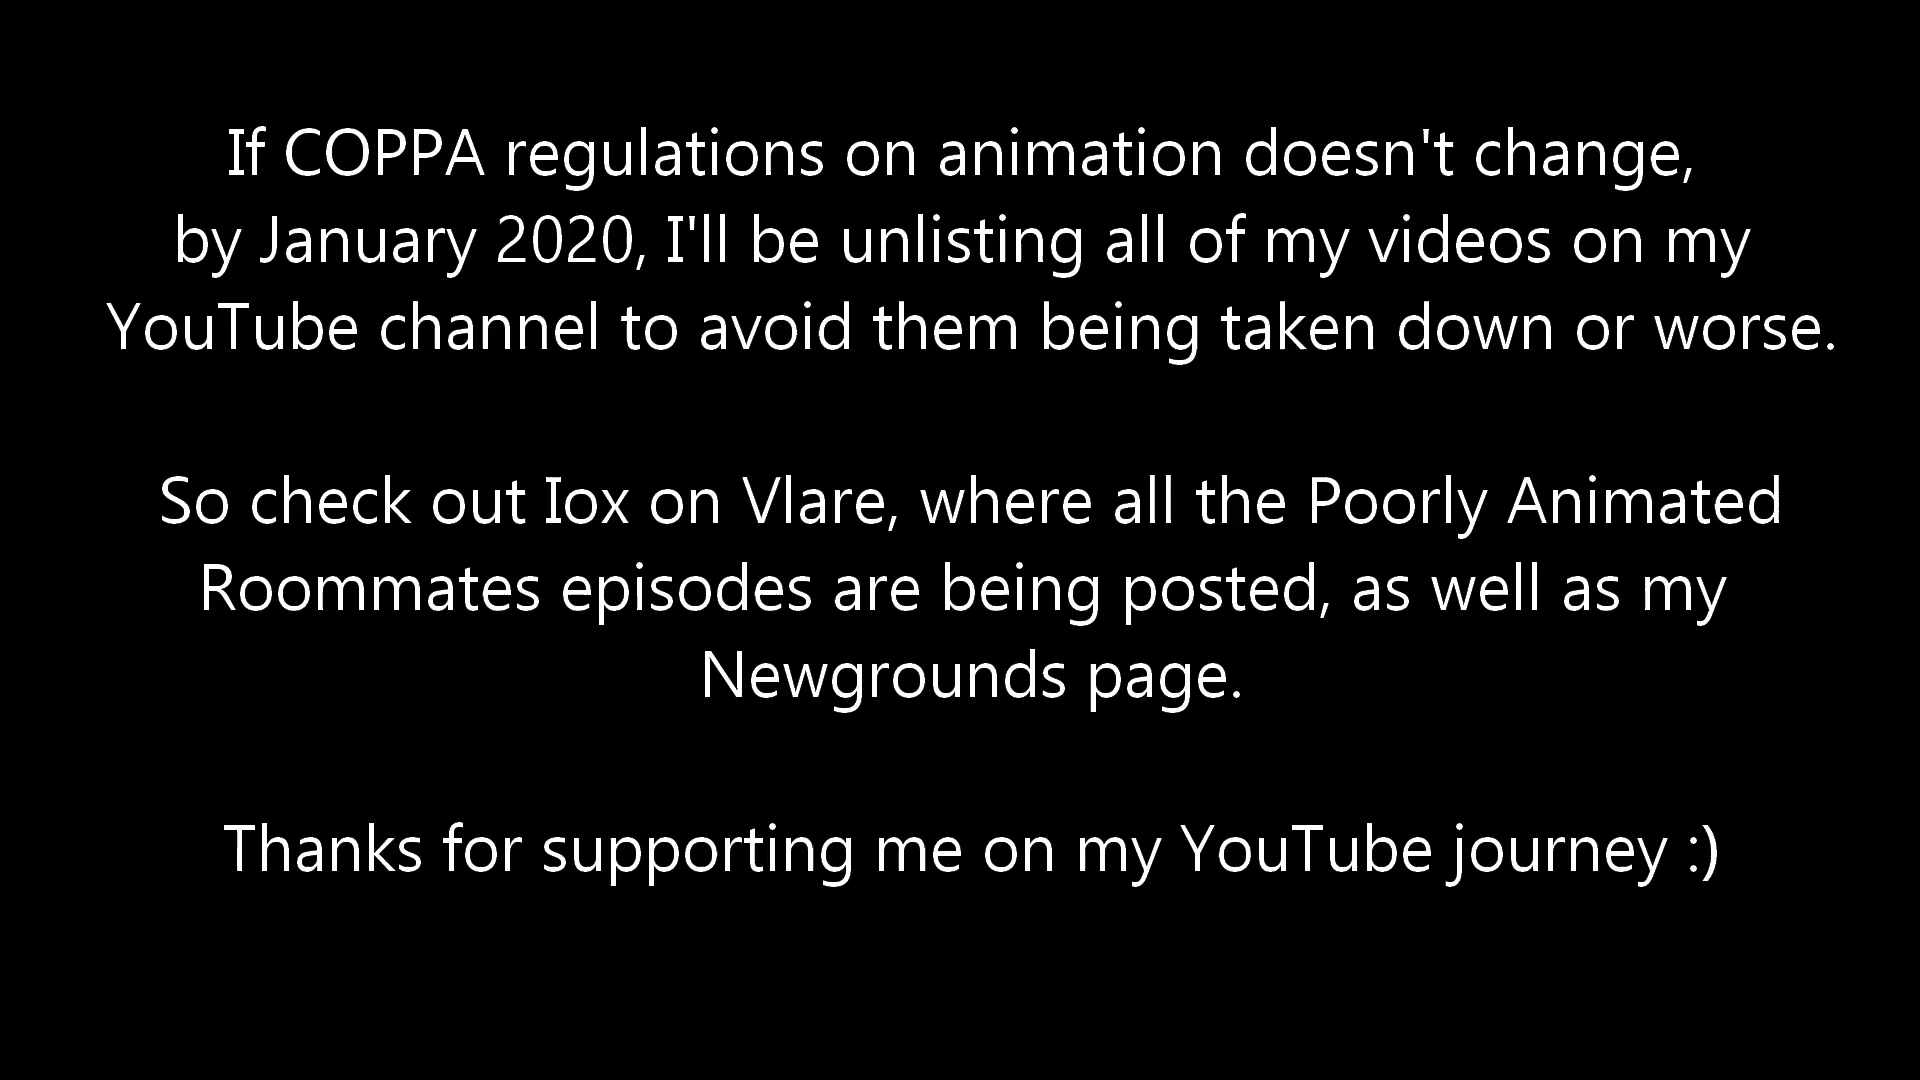 If COPPA regulations on animation doesn't change,
by January 2020, I'll be unlisting all of my videos on my
YouTube channel to avoid them being taken down or worse.
So check out Iox on Vlare, where all the Poorly Animated
Roommates episodes are being posted, as well as my
Newgrounds page.
Thanks for supporting me on my YouTube journey :)